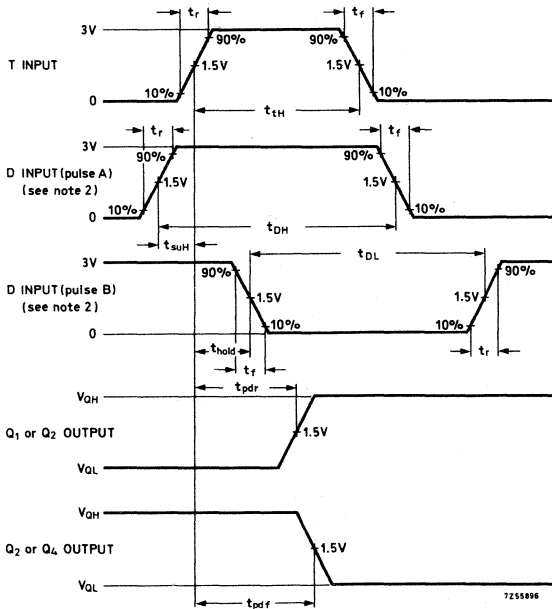 tr
tf
3V
90%
90%
T INPUT
1.5V
1.5V
10%
10%
0
ttH
tr
tf
3V
90%
90%
D INPUT (pulse A)
(see note 2)
1.5V
1.5V
10%
10%
0
tDH
tsuH
tDL
3V
90%
90%
D INPUT (pulse B)
(see note 2)
1.5V
1.5V
10%
10%
0
thold
tf
tr
tpdr
VQH
Q1 or Q2 OUTPUT
1.5V
VQL
VQH
Q2 or Q4 OUTPUT
1.5V
VQL
7Z55896
tpdf